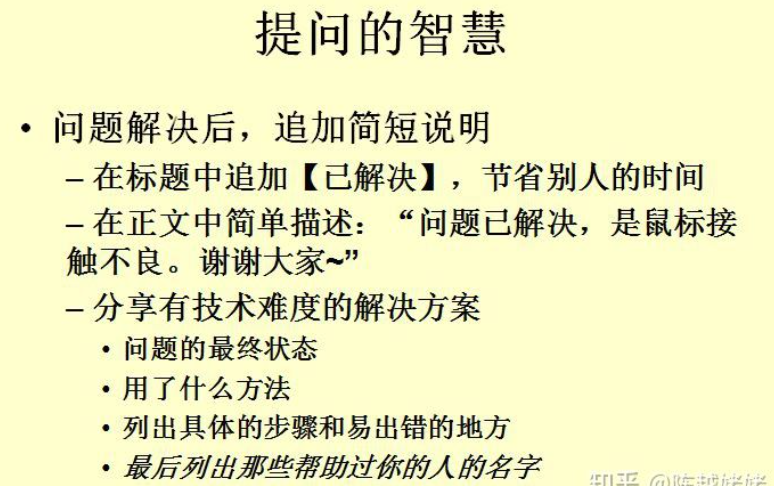 提问的智慧
• 问题解决后，追加简短说明
– 在标题中追加【已解决】，节省别人的时间
– 在正文中简单描述：“问题已解决，是鼠标接
触不良。谢谢大家~”
– 分享有技术难度的解决方案
• 问题的最终状态
• 用了什么方法
• 列出具体的步骤和易出错的地方
• 最后列出那些帮助过你的人的名字
知乎 @陈越姥姥